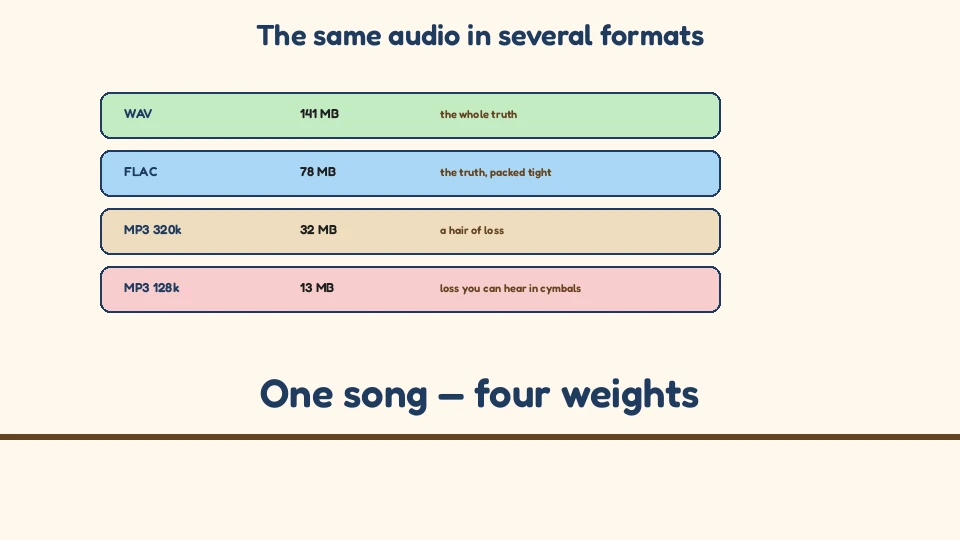 The same audio in several formats
WAV 141 MB the whole truth
FLAC 78 MB the truth, packed tight
MP3 320k 32 MB a hair of loss
MP3 128k 13 MB loss you can hear in cymbals
One song — four weights